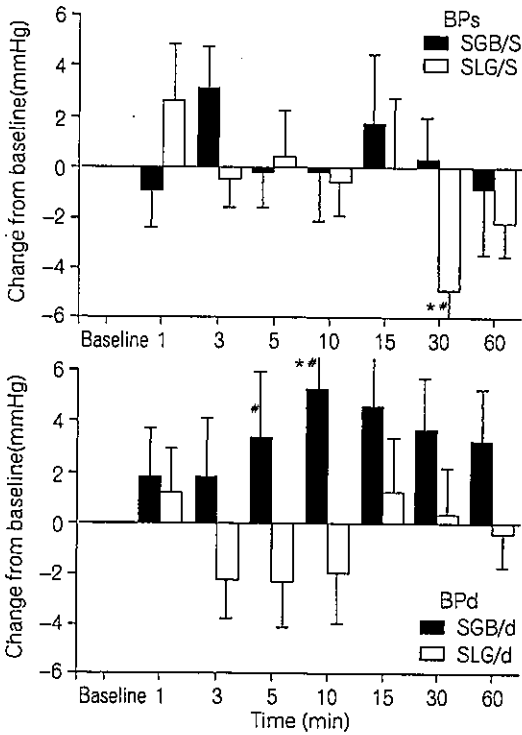 BPs
SGB/S
SLG/S
Change from baseline(mmHg)
6
4
2
0
-2
-4
-6
*#
Baseline 1 3 5 10 15 30 60
Change from baseline(mmHg)
6
4
2
0
-2
-4
-6
#
*#
BPd
SGB/d
SLG/d
Baseline 1 3 5 10 15 30 60
Time (min)